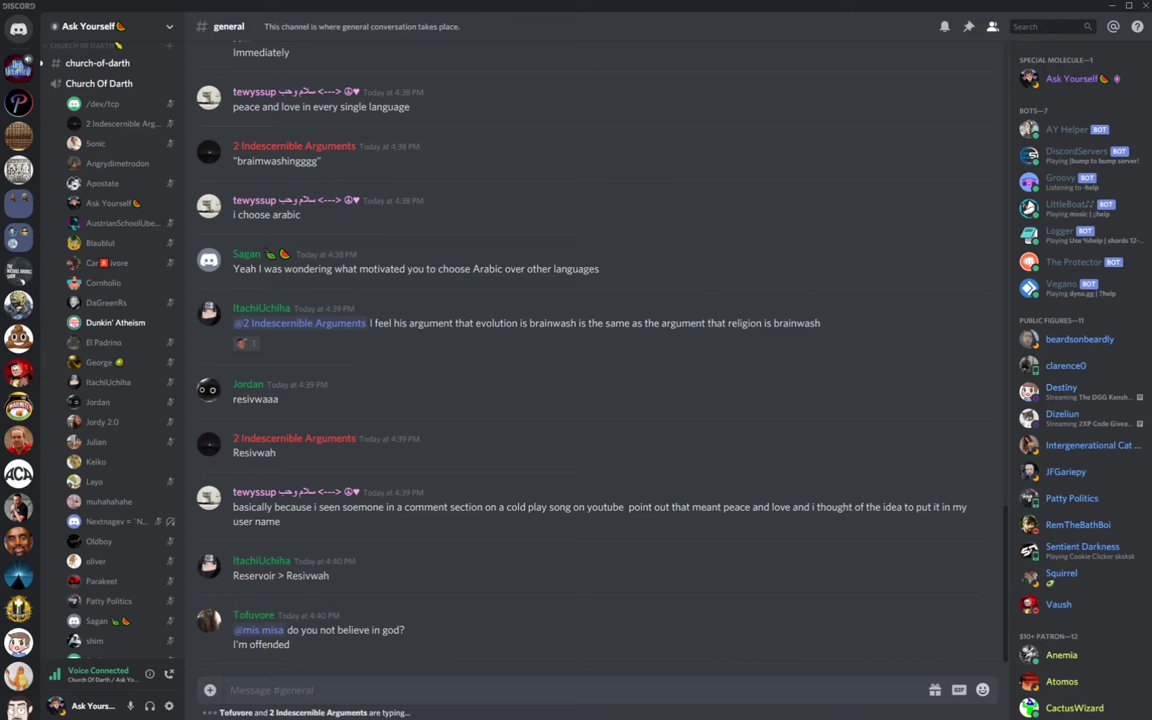 DISCORD
Ask Yourself🍉
CHURCH OF DARTH
church-of-darth
Church Of Darth
/dev/tcp
2 Indescernible Arg...
Sonic
Angrydimetrodon
Apostate
Ask Yourself🍉
AustrianSchoolUbe...
Blaublut
Car🅱ivore
Cornholio
DaGreenRs
Dunkin' Atheism
El Padrino
George 🥝
ItachiUchiha
Jordan
Jordy 2.0
Julian
Keiko
Layo
muhahahahe
Nextnagev = `N...
Oldboy
oliver
Parakeet
Patty Politics
Sagan 🍃🍉
shim
Voice Connected
Church Of Darth / Ask Yo...
Ask Yours...
# general
This channel is where general conversation takes place.
Search
Immediately
tewyssup سلام وحب <---> ☮♥ Today at 4:38 PM
peace and love in every single language
2 Indescernible Arguments Today at 4:38 PM
"braimwashingggg"
tewyssup سلام وحب <---> ☮♥ Today at 4:38 PM
i choose arabic
Sagan 🍃🍉 Today at 4:38 PM
Yeah I was wondering what motivated you to choose Arabic over other languages
ItachiUchiha Today at 4:39 PM
@2 Indescernible Arguments I feel his argument that evolution is brainwash is the same as the argument that religion is brainwash
1
Jordan Today at 4:39 PM
resivwaaa
2 Indescernible Arguments Today at 4:39 PM
Resivwah
tewyssup سلام وحب <---> ☮♥ Today at 4:39 PM
basically because i seen soemone in a comment section on a cold play song on youtube point out that meant peace and love and i thought of the idea to put it in my
user name
ItachiUchiha Today at 4:40 PM
Reservoir > Resivwah
Tofuvore Today at 4:40 PM
@mis misa do you not believe in god?
I'm offended
Message #general
GIF
Tofuvore and 2 Indescernible Arguments are typing...
SPECIAL MOLECULE—1
Ask Yourself 🍉
BOTS—7
AY Helper BOT
DiscordServers BOT
Playing [bump to bump server!
Groovy BOT
Listening to -help
LittleBoat♪♪ BOT
Playing music | ;help
Logger BOT
Playing Use %help | shards 12-...
The Protector BOT
Vegano BOT
Playing dyno.gg | ?help
PUBLIC FIGURES—11
beardsonbeardly
clarence0
Destiny
Streaming The DGG Kensh...
Dizeliun
Streaming 2XP Code Givea...
Intergenerational Cat ...
JFGariepy
Patty Politics
RemTheBathBoi
Sentient Darkness
Playing Cookie Clicker sksksk
Squirrel
Vaush
$10+ PATRON—12
Anemia
Atomos
CactusWizard
ACA